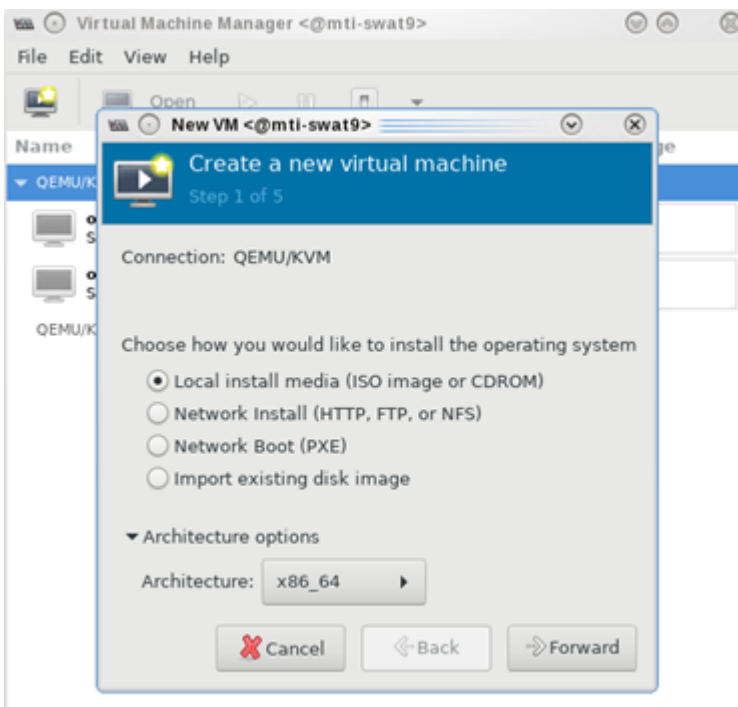 Virtual Machine Manager <@mti-swat9>
File Edit View Help
Open
New VM <@mti-swat9>
Name
Create a new virtual machine
Step 1 of 5
QEMU/K
Connection: QEMU/KVM
QEMU/K
Choose how you would like to install the operating system
Local install media (ISO image or CDROM)
Network Install (HTTP, FTP, or NFS)
Network Boot (PXE)
Import existing disk image
Architecture options
Architecture: x86_64
Cancel Back Forward